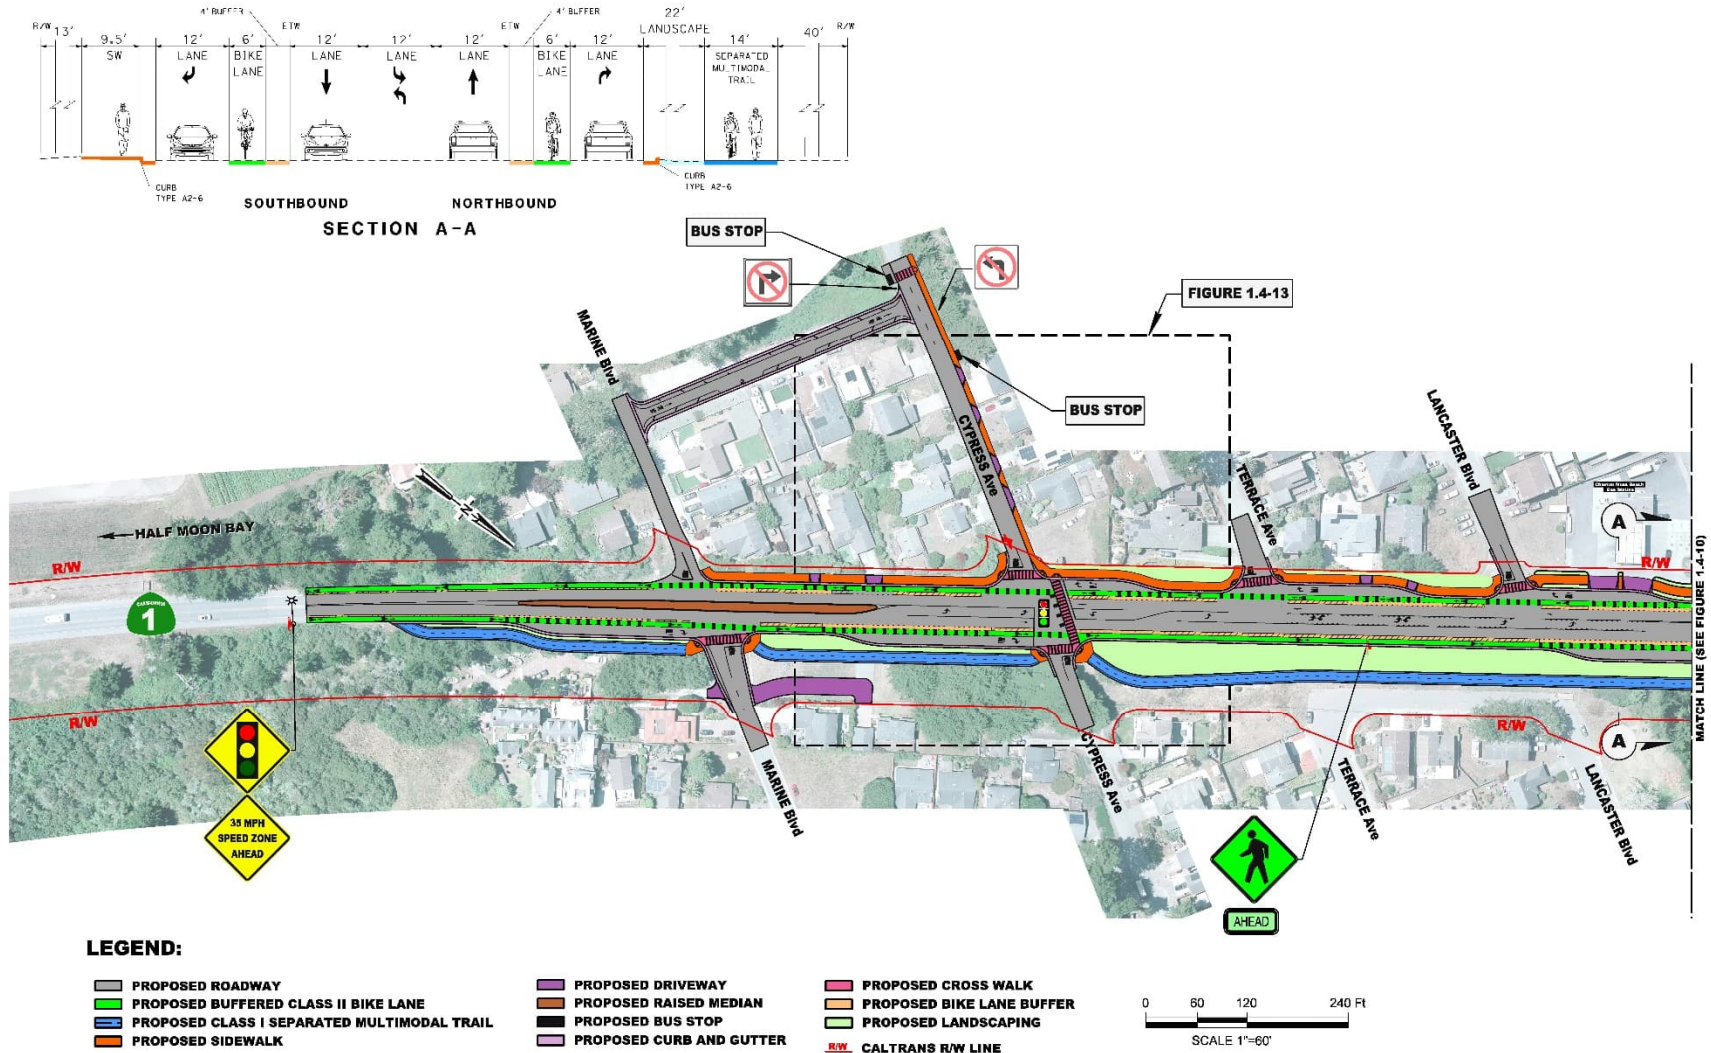 R/W
13'
9.5'
SW
12'
LANE
4' BUFFER
6'
BIKE
LANE
ETW
12'
LANE
12'
LANE
12'
LANE
ETW
6'
BIKE
LANE
12'
LANE
22'
LANDSCAPE
14'
SEPARATED
TRAIL
40'
R/W
CURB
TYPE A2-6
CURB
TYPE A2-6
SOUTHBOUND
NORTHBOUND
SECTION A-A
BUS STOP
FIGURE 1.4-13
BUS STOP
MARINE Blvd
CYPRESS Ave
TERRACE Ave
LANCASTER Blvd
A
HALF MOON BAY
N
R/W
R/W
CALIFORNIA
1
R/W
R/W
A
MATCH LINE (SEE FIGURE 1.4-10)
MARINE Blvd
CYPRESS Ave
TERRACE Ave
LANCASTER Blvd
35 MPH
SPEED ZONE
AHEAD
AHEAD
LEGEND:
PROPOSED ROADWAY
PROPOSED BUFFERED CLASS II BIKE LANE
PROPOSED CLASS I SEPARATED MULTIMODAL TRAIL
PROPOSED SIDEWALK
PROPOSED DRIVEWAY
PROPOSED RAISED MEDIAN
PROPOSED BUS STOP
PROPOSED CURB AND GUTTER
PROPOSED CROSS WALK
PROPOSED BIKE LANE BUFFER
PROPOSED LANDSCAPING
R/W CALTRANS R/W LINE
0 60 120 240 Ft
SCALE 1"=60'